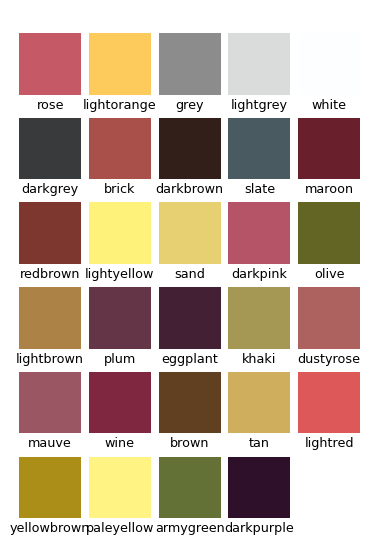 rose lightorange grey lightgrey white
darkgrey brick darkbrown slate maroon
redbrown lightyellow sand darkpink olive
lightbrown plum eggplant khaki dustyrose
mauve wine brown tan lightred
yellowbrown paleyellow armygreen darkpurple